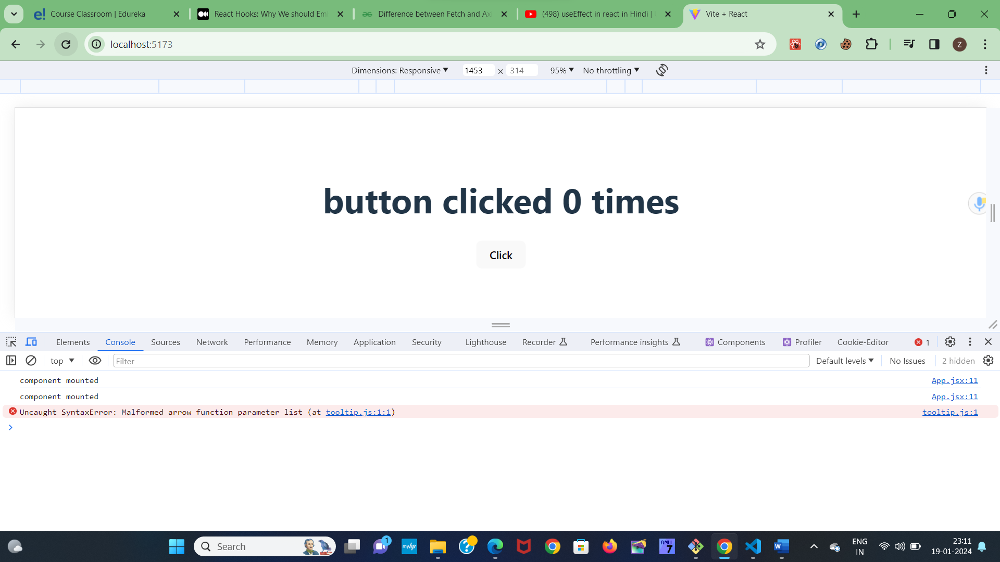 Course Classroom | Edureka
React Hooks: Why We should Em
Difference between Fetch and Ax
(498) useEffect in react in Hindi |
Vite + React
localhost:5173
Z
Dimensions: Responsive ▼ 1453 × 314 95% ▼ No throttling ▼
button clicked 0 times
Click
Elements Console Sources Network Performance Memory Application Security Lighthouse Recorder Performance insights Components Profiler Cookie-Editor 1
top ▼ Filter Default levels ▼ No Issues 2 hidden
component mounted App.jsx:11
component mounted App.jsx:11
Uncaught SyntaxError: Malformed arrow function parameter list (at tooltip.js:1:1) tooltip.js:1
Search
1
myhp
ANU
7
W
ENG
IN
23:11
19-01-2024